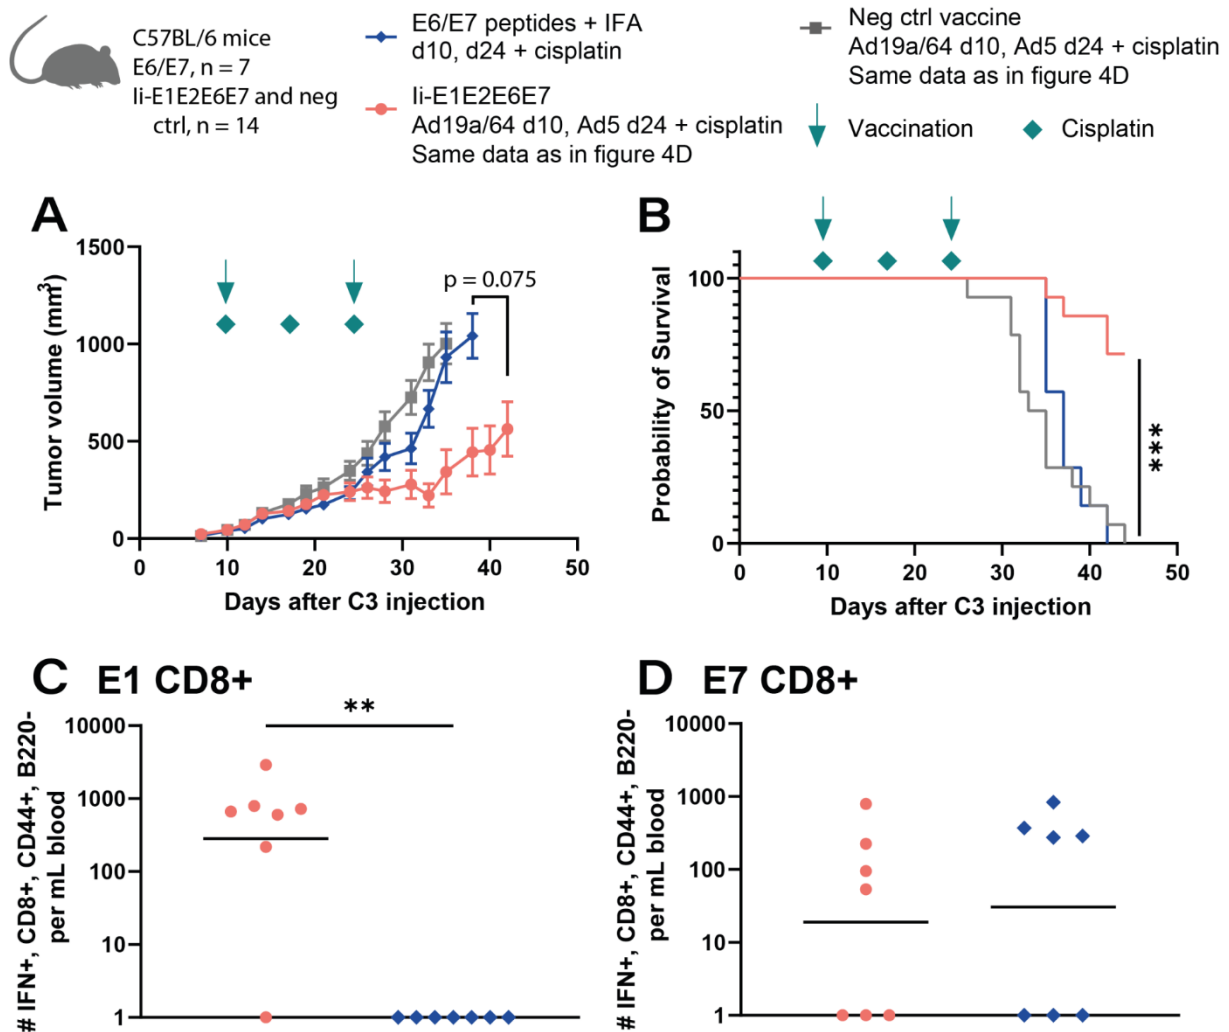 C57BL/6 mice
E6/E7, n = 7
Ii-E1E2E6E7 and neg
ctrl, n = 14
E6/E7 peptides + IFA
d10, d24 + cisplatin
Ii-E1E2E6E7
Ad19a/64 d10, Ad5 d24 + cisplatin
Same data as in figure 4D
Neg ctrl vaccine
Ad19a/64 d10, Ad5 d24 + cisplatin
Same data as in figure 4D
Vaccination
Cisplatin
A
Tumor volume (mm³)
1500
1000
500
0
p = 0.075
0 10 20 30 40 50
Days after C3 injection
B
Probability of Survival
100
50
0
***
0 10 20 30 40 50
Days after C3 injection
C E1 CD8+
# IFN+, CD8+, CD44+, B220-
per mL blood
10000
1000
100
10
1
**
D E7 CD8+
# IFN+, CD8+, CD44+, B220-
per mL blood
10000
1000
100
10
1